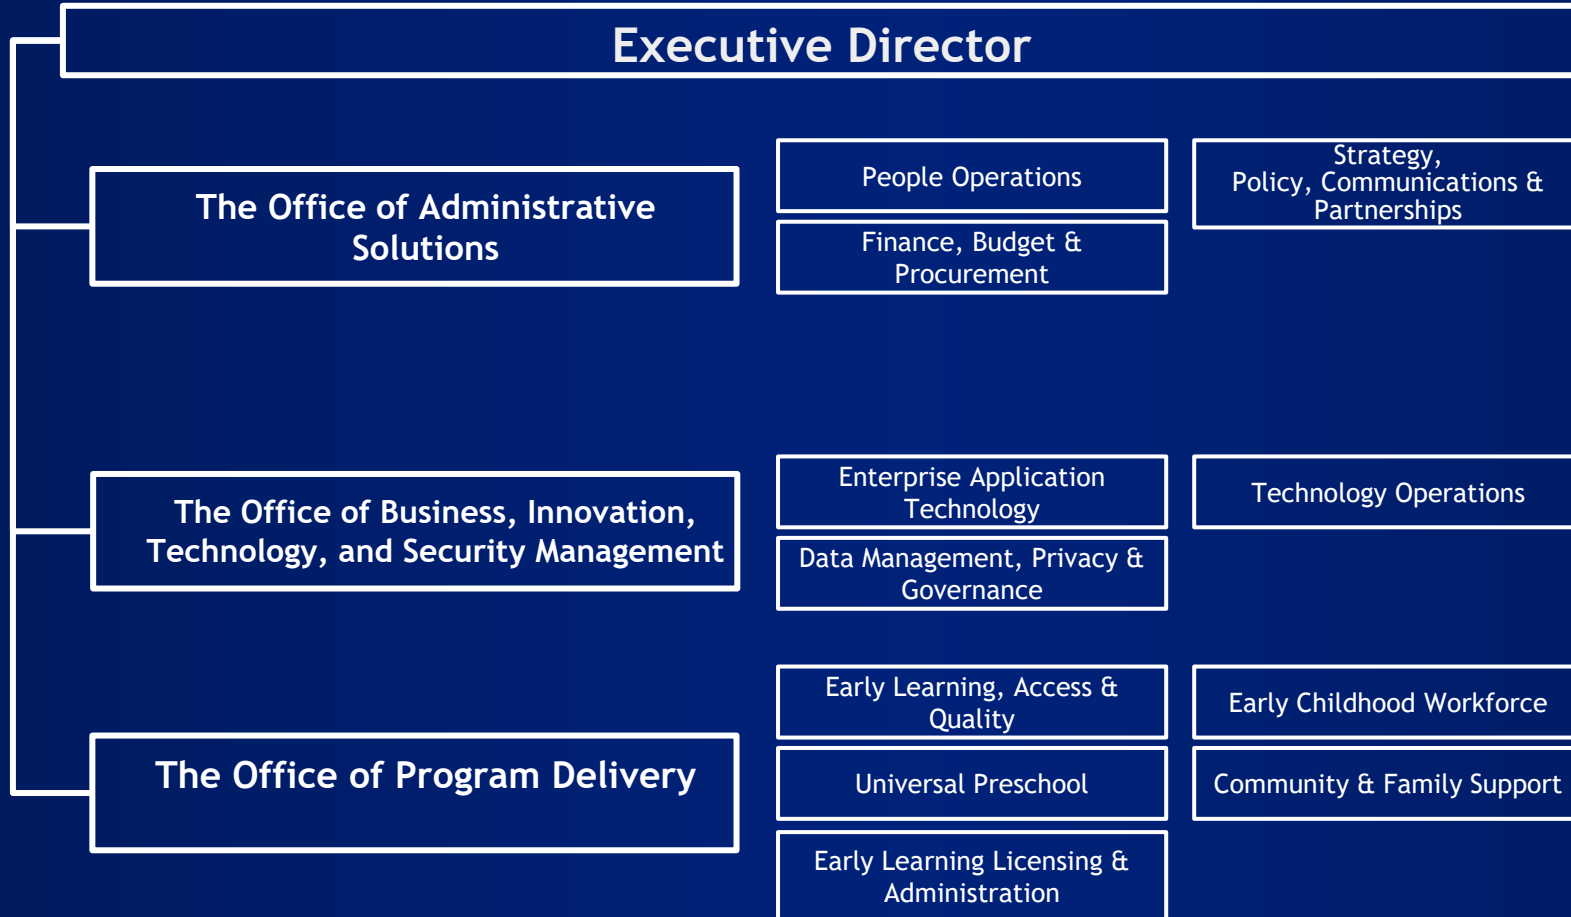 Executive Director
The Office of Administrative
Solutions
People Operations
Strategy,
Policy, Communications &
Partnerships
Finance, Budget &
Procurement
The Office of Business, Innovation,
Technology, and Security Management
Enterprise Application
Technology
Technology Operations
Data Management, Privacy &
Governance
The Office of Program Delivery
Early Learning, Access &
Quality
Early Childhood Workforce
Universal Preschool
Community & Family Support
Early Learning Licensing &
Administration